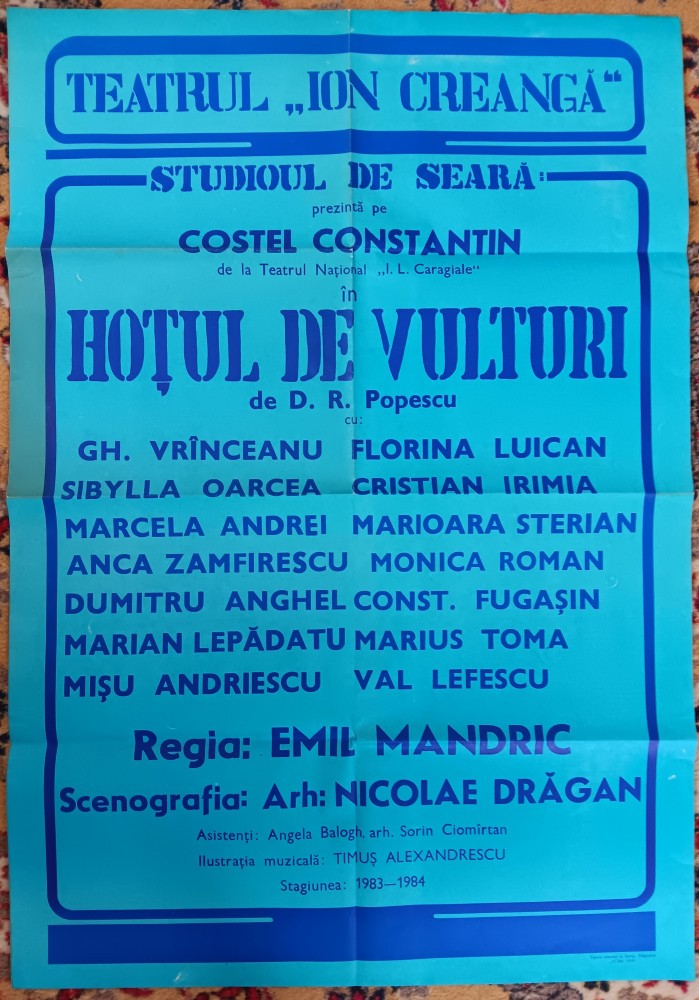 TEATRUL „ION CREANGĂ“
STUDIOUL DE SEARĂ:
prezintă pe
COSTEL CONSTANTIN
de la Teatrul Național „I. L. Caragiale“
în
HOȚUL DE VULTURI
de D. R. Popescu
cu:
GH. VRÎNCEANU FLORINA LUICAN
SIBYLLA OARCEA CRISTIAN IRIMIA
MARCELA ANDREI MARIOARA STERIAN
ANCA ZAMFIRESCU MONICA ROMAN
DUMITRU ANGHEL CONST. FUGAȘIN
MARIAN LEPĂDATU MARIUS TOMA
MIȘU ANDRIESCU VAL LEFESCU
Regia: EMIL MANDRIC
Scenografia: Arh: NICOLAE DRĂGAN
Asistenți: Angela Balogh, arh. Sorin Ciomîrtan
Ilustrația muzicală: TIMUȘ ALEXANDRESCU
Stagiunea: 1983—1984